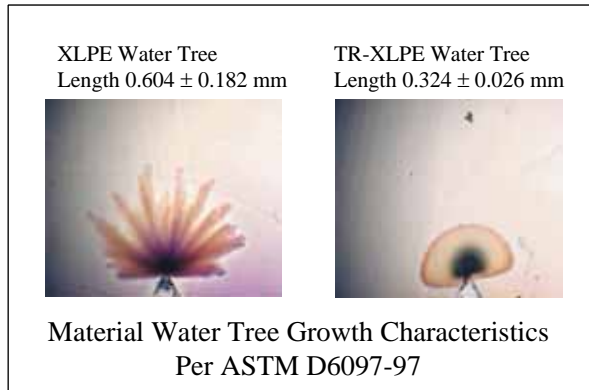 XLPE Water Tree
Length 0.604 ± 0.182 mm
TR-XLPE Water Tree
Length 0.324 ± 0.026 mm
Material Water Tree Growth Characteristics
Per ASTM D6097-97